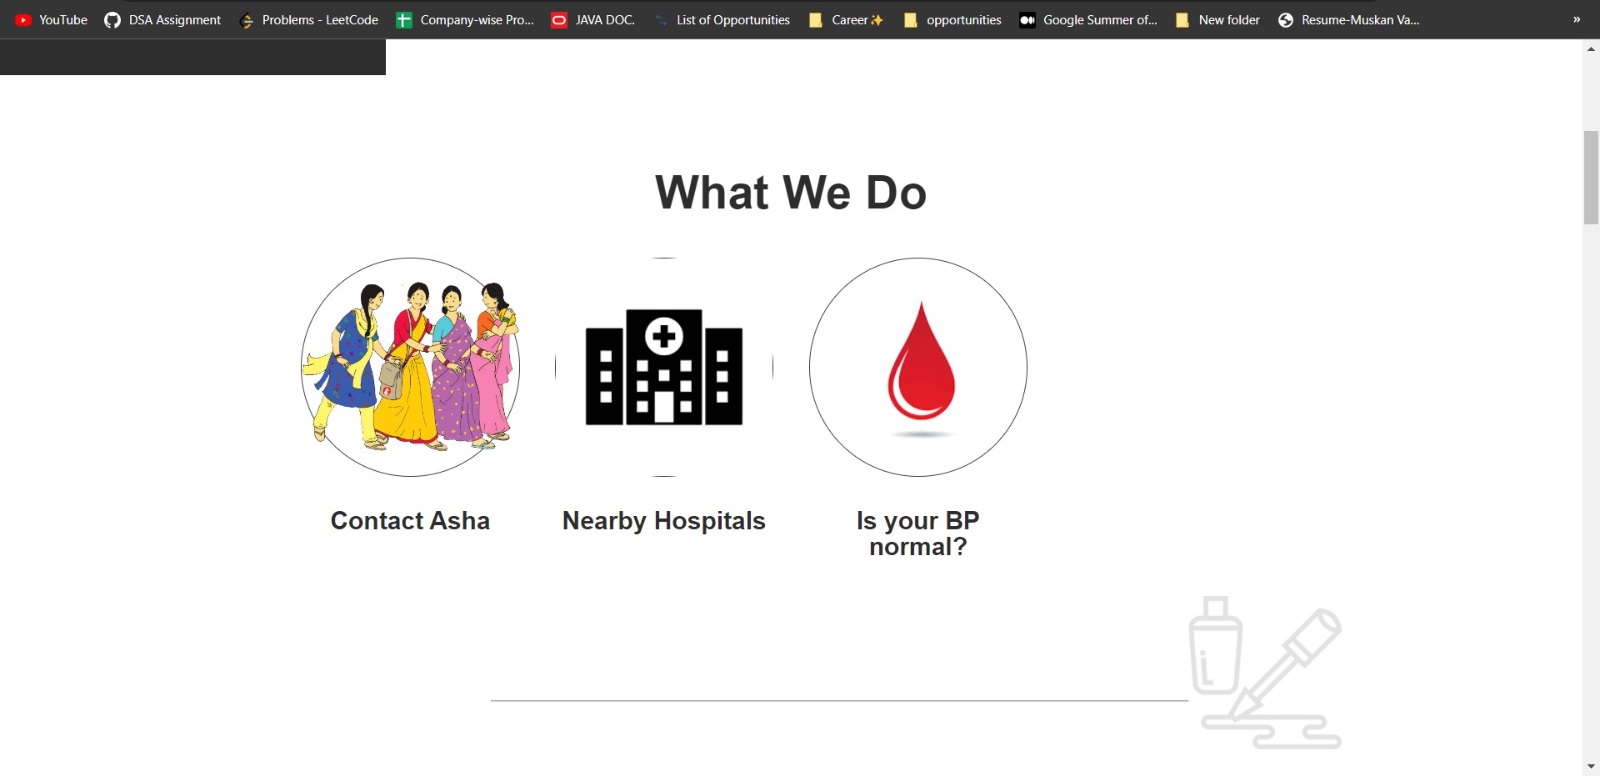 YouTube DSA Assignment Problems - LeetCode Company-wise Pro... JAVA DOC. List of Opportunities Career✨ opportunities Google Summer of... New folder Resume-Muskan Va... »
What We Do
Contact Asha
Nearby Hospitals
Is your BP
normal?